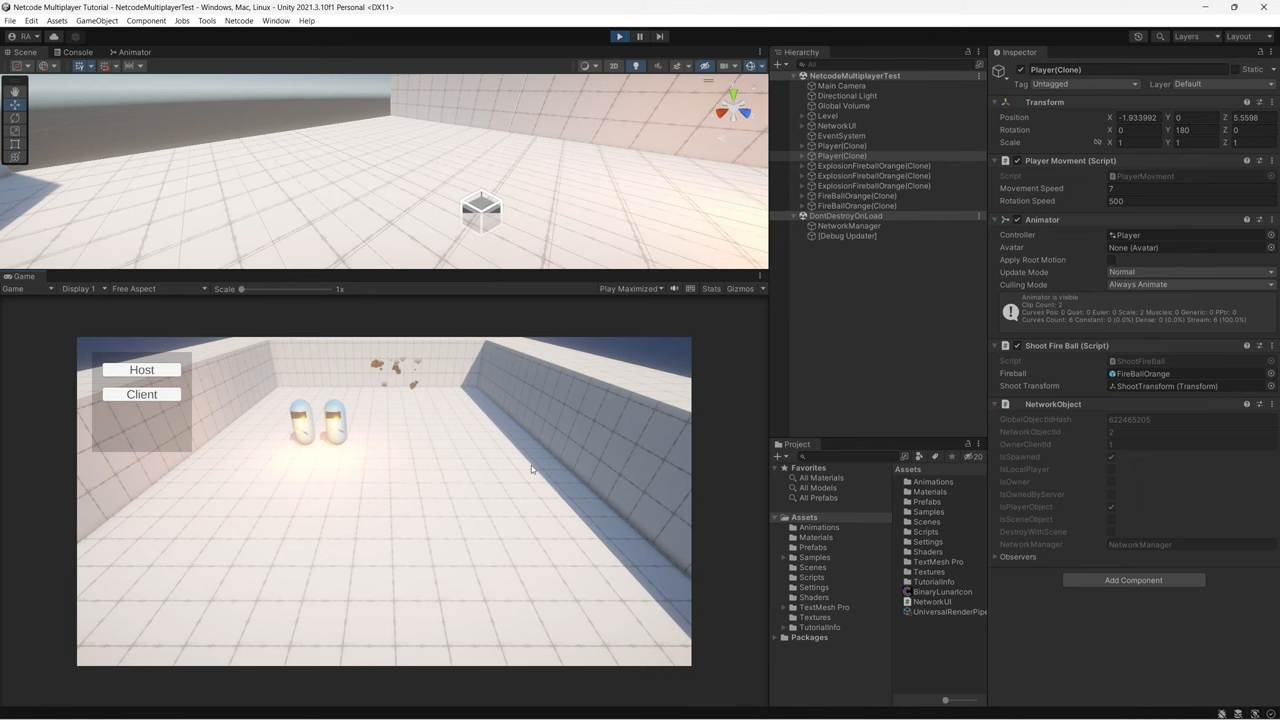 Netcode Multiplayer Tutorial - NetcodeMultiplayerTest - Windows, Mac, Linux - Unity 2021.3.10f1 Personal <DX11>
File Edit Assets GameObject Component Jobs Tools Netcode Window Help
RA
Layers Layout
Scene Console Animator
2D
Game
Game Display 1 Free Aspect Scale 1x Play Maximized Stats Gizmos
Host
Client
Hierarchy
All
NetcodeMultiplayerTest
Main Camera
Directional Light
Global Volume
Level
NetworkUI
EventSystem
Player(Clone)
Player(Clone)
ExplosionFireballOrange(Clone)
ExplosionFireballOrange(Clone)
ExplosionFireballOrange(Clone)
FireBallOrange(Clone)
FireBallOrange(Clone)
DontDestroyOnLoad
NetworkManager
[Debug Updater]
Project
20
Favorites
All Materials
All Models
All Prefabs
Assets
Animations
Materials
Prefabs
Samples
Scenes
Scripts
Settings
Shaders
TextMesh Pro
Textures
TutorialInfo
Packages
Assets
Animations
Materials
Prefabs
Samples
Scenes
Scripts
Settings
Shaders
TextMesh Pro
Textures
TutorialInfo
BinaryLunarIcon
NetworkUI
UniversalRenderPipe
Inspector
Player(Clone) Static
Tag Untagged Layer Default
Transform
Position X -1.933992 Y 0 Z 5.5598
Rotation X 0 Y 180 Z 0
Scale X 1 Y 1 Z 1
Player Movment (Script)
Script PlayerMovment
Movement Speed 7
Rotation Speed 500
Animator
Controller Player
Avatar None (Avatar)
Apply Root Motion
Update Mode Normal
Culling Mode Always Animate
Animator is visible
Clip Count: 2
Curves Pos: 0 Quat: 0 Euler: 0 Scale: 2 Muscles: 0 Generic: 0 PPtr: 0
Curves Count: 6 Constant: 0 (0.0%) Dense: 0 (0.0%) Stream: 6 (100.0%)
Shoot Fire Ball (Script)
Script ShootFireBall
Fireball FireBallOrange
Shoot Transform ShootTransform (Transform)
NetworkObject
GlobalObjectIdHash 622465205
NetworkObjectId 2
OwnerClientId 1
IsSpawned
IsLocalPlayer
IsOwner
IsOwnedByServer
IsPlayerObject
IsSceneObject
DestroyWithScene
NetworkManager NetworkManager
Observers
Add Component